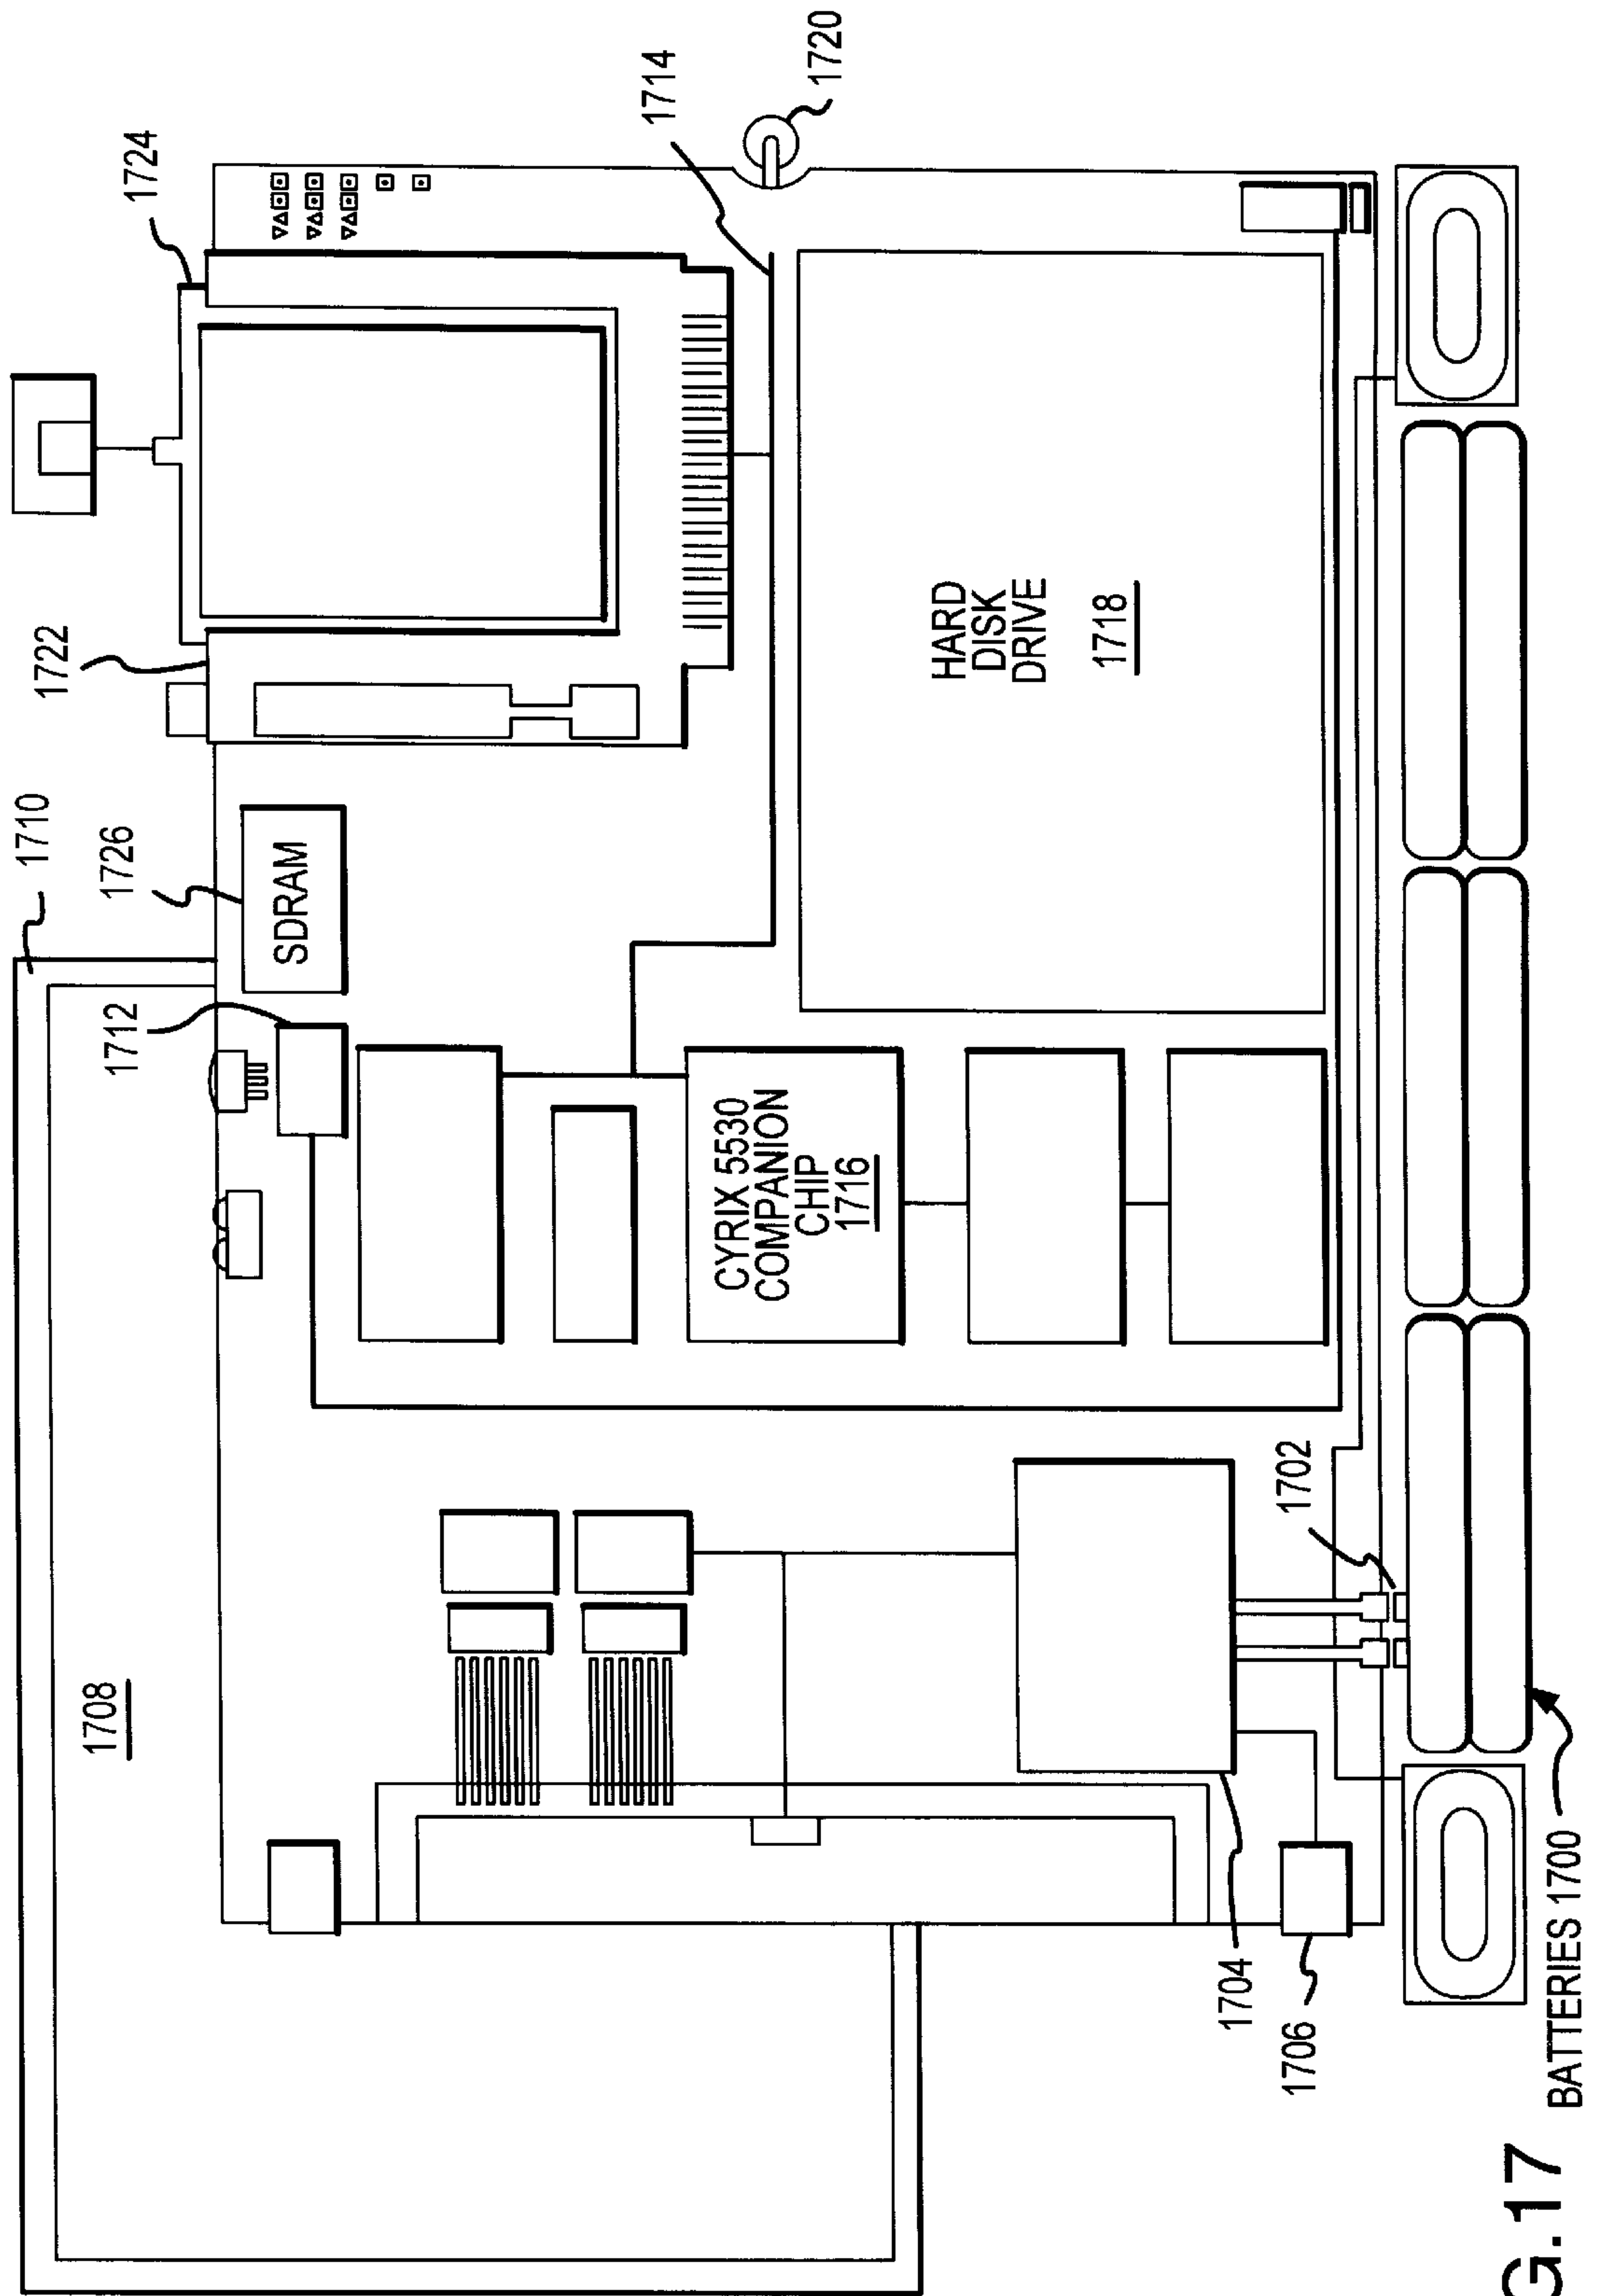 1710
1708
1712
1726
SDRAM
1722
1724
1714
1720
CYRIX 5530
COMPANION
CHIP
1716
HARD
DISK
DRIVE
1718
1704
1706
1702
BATTERIES 1700
G.17